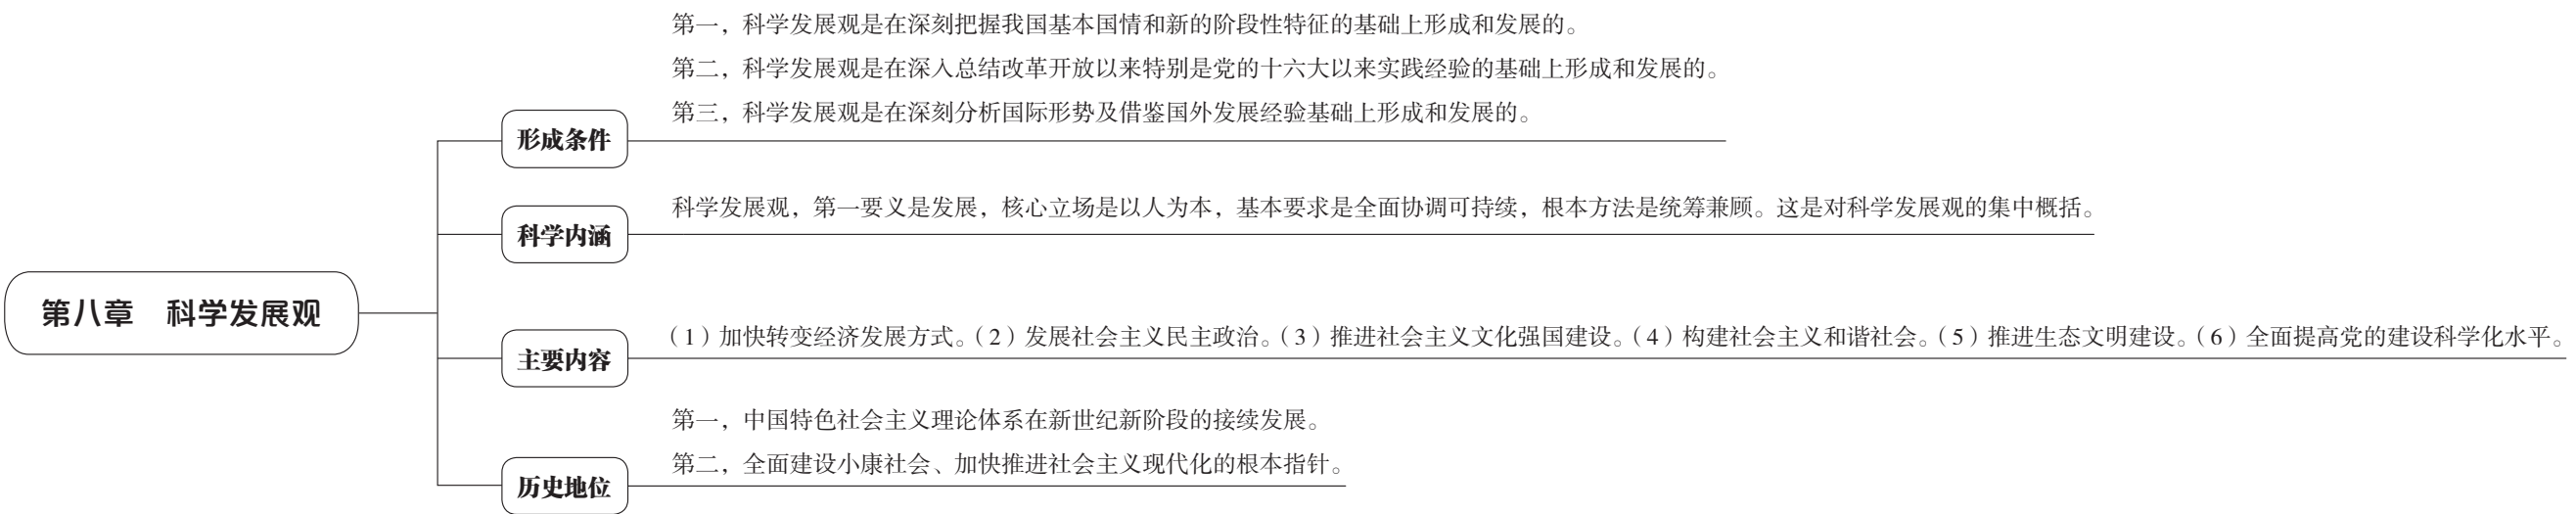 第八章　科学发展观
形成条件
第一，科学发展观是在深刻把握我国基本国情和新的阶段性特征的基础上形成和发展的。
第二，科学发展观是在深入总结改革开放以来特别是党的十六大以来实践经验的基础上形成和发展的。
第三，科学发展观是在深刻分析国际形势及借鉴国外发展经验基础上形成和发展的。
科学内涵
科学发展观，第一要义是发展，核心立场是以人为本，基本要求是全面协调可持续，根本方法是统筹兼顾。这是对科学发展观的集中概括。
主要内容
（1）加快转变经济发展方式。（2）发展社会主义民主政治。（3）推进社会主义文化强国建设。（4）构建社会主义和谐社会。（5）推进生态文明建设。（6）全面提高党的建设科学化水平。
历史地位
第一，中国特色社会主义理论体系在新世纪新阶段的接续发展。
第二，全面建设小康社会、加快推进社会主义现代化的根本指针。